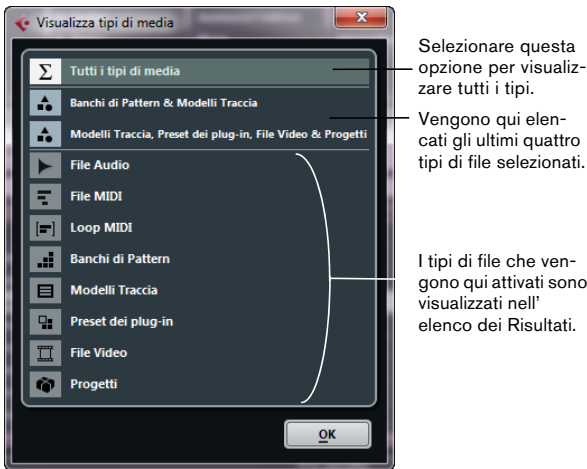 Visualizza tipi di media
Tutti i tipi di media
Banchi di Pattern & Modelli Traccia
Modelli Traccia, Preset dei plug-in, File Video & Progetti
File Audio
File MIDI
Loop MIDI
Banchi di Pattern
Modelli Traccia
Preset dei plug-in
File Video
Progetti
OK
Selezionare questa
opzione per visualiz-
zare tutti i tipi.
Vengono qui elen-
cati gli ultimi quattro
tipi di file selezionati.
I tipi di file che ven-
gono qui attivati sono
visualizzati nell'
elenco dei Risultati.